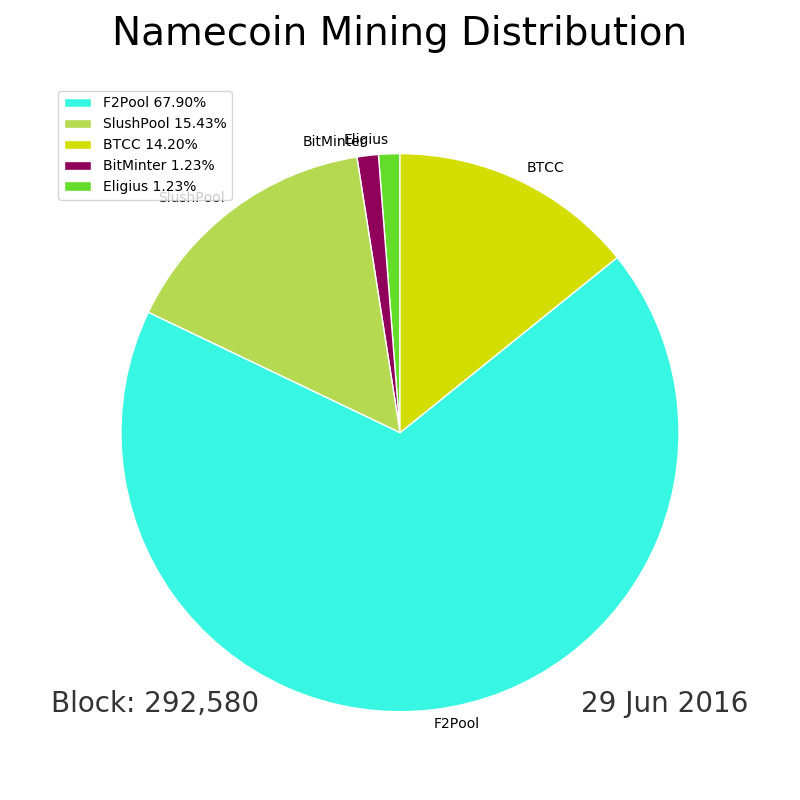 Namecoin Mining Distribution
F2Pool 67.90%
SlushPool 15.43%
BTCC 14.20%
BitMinter 1.23%
Eligius 1.23%
BitMinter
Eligius
BTCC
SlushPool
F2Pool
Block: 292,580
29 Jun 2016